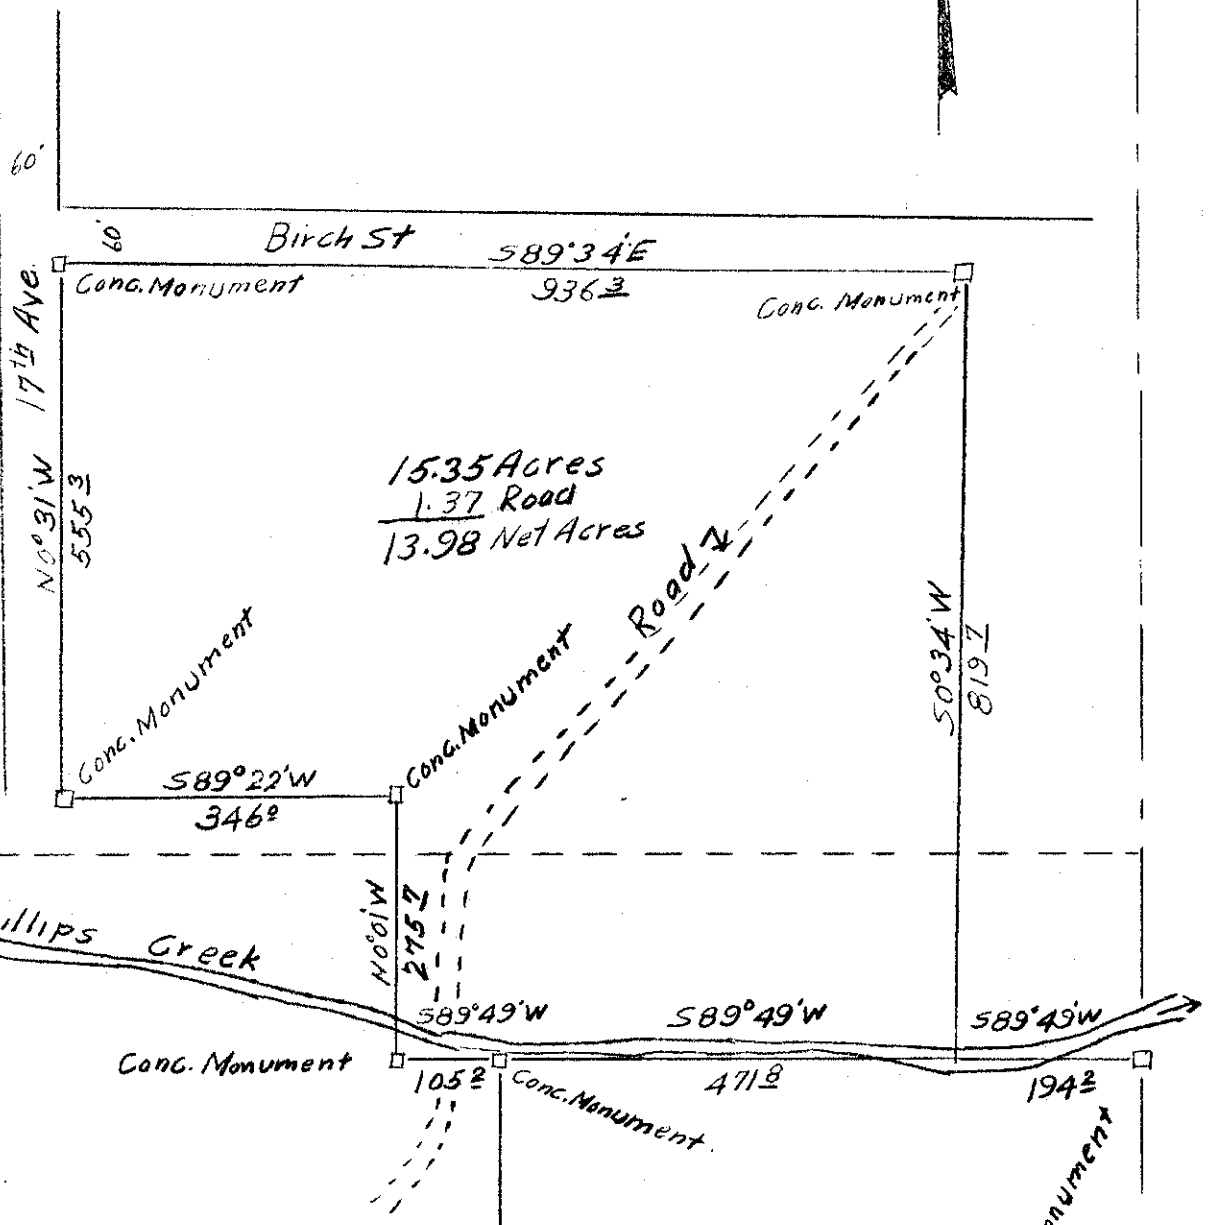 60'
60'
Birch St
S89°34'E
936 3
Conc. Monument
Conc. Monument
17th Ave.
N0°31'W
555 3
15.35 Acres
1.37 Road
13.98 Net Acres
Road
S0°34'W
819 7
Conc. Monument
Conc. Monument
S89°22'W
346 0
N0°01'W
275 7
illips Creek
S89°49'W
S89°49'W
S89°49'W
Conc. Monument
105 2
Conc. Monument
471 8
194 2
nument